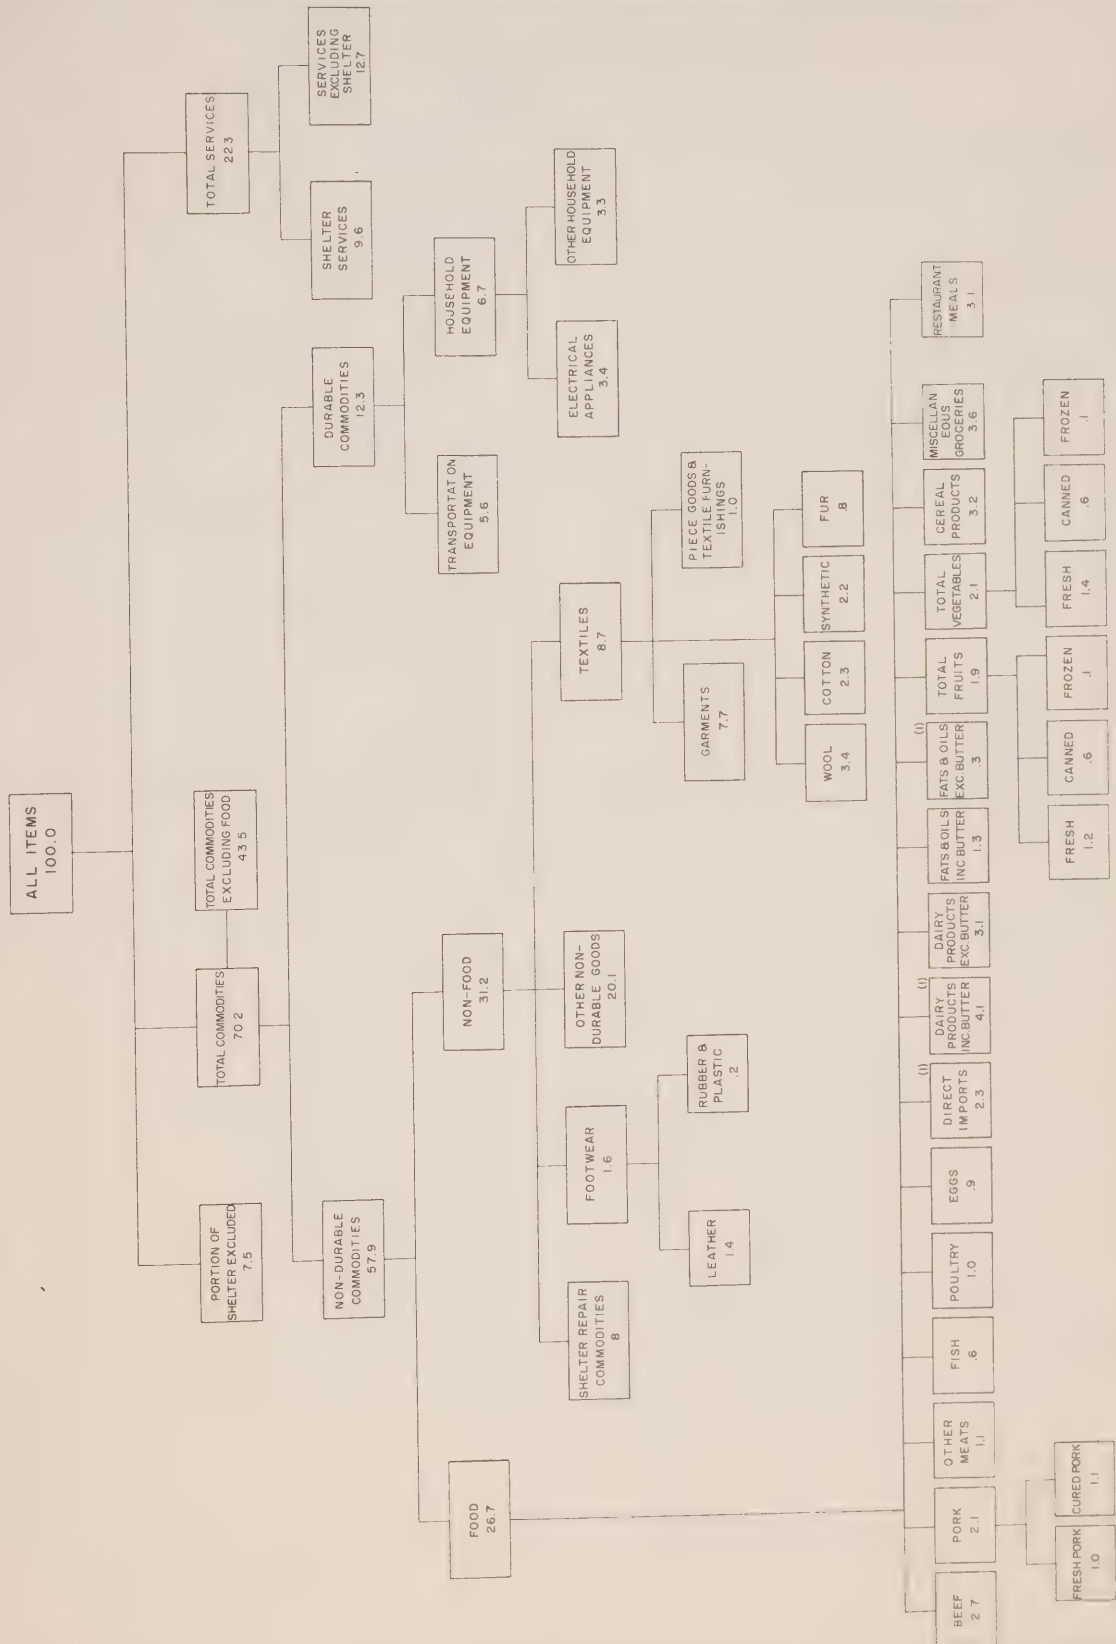 ALL ITEMS
100.0
PORTION OF
SHELTER EXCLUDED
7.5
TOTAL COMMODITIES
70 2
TOTAL COMMODITIES
EXCLUDING FOOD
43 5
TOTAL SERVICES
22 3
NON-DURABLE
COMMODITIES
57.9
DURABLE
COMMODITIES
12.3
SHELTER
SERVICES
9.6
SERVICES
EXCLUDING
SHELTER
12.7
FOOD
26.7
NON-FOOD
31.2
TRANSPORTAT ON
EQUIPMENT
5.6
HOUSEHOLD
EQUIPMENT
6.7
SHELTER REPAIR
COMMODITIES
8
FOOTWEAR
1.6
OTHER NON-
DURABLE GOODS
20.1
TEXTILES
8.7
ELECTRICAL
APPLIANCES
3.4
OTHER HOUSEHOLD
EQUIPMENT
3.3
LEATHER
1.4
RUBBER &
PLASTIC
.2
GARMENTS
7.7
PIECE GOODS &
TEXTILE FURN-
ISHINGS
1.0
WOOL
3.4
COTTON
2.3
SYNTHETIC
2.2
FUR
.8
BEEF
2 7
PORK
2.1
OTHER
MEATS
1.1
FISH
.6
POULTRY
1.0
EGGS
.9
(1)
DIRECT
IMPORTS
2.3
(1)
DAIRY
PRODUCTS
INC.BUTTER
4.1
DAIRY
PRODUCTS
EXC.BUTTER
3.1
FATS & OILS
INC.BUTTER
1.3
(1)
FATS & OILS
EXC.BUTTER
.3
TOTAL
FRUITS
1.9
TOTAL
VEGETABLES
2.1
CEREAL
PRODUCTS
3.2
MISCELLAN
EOUS
GROCERIES
3.6
RESTAURANT
MEALS
3.1
FRESH PORK
1.0
CURED PORK
1.1
FRESH
1.2
CANNED
.6
FROZEN
.1
FRESH
1.4
CANNED
.6
FROZEN
.1